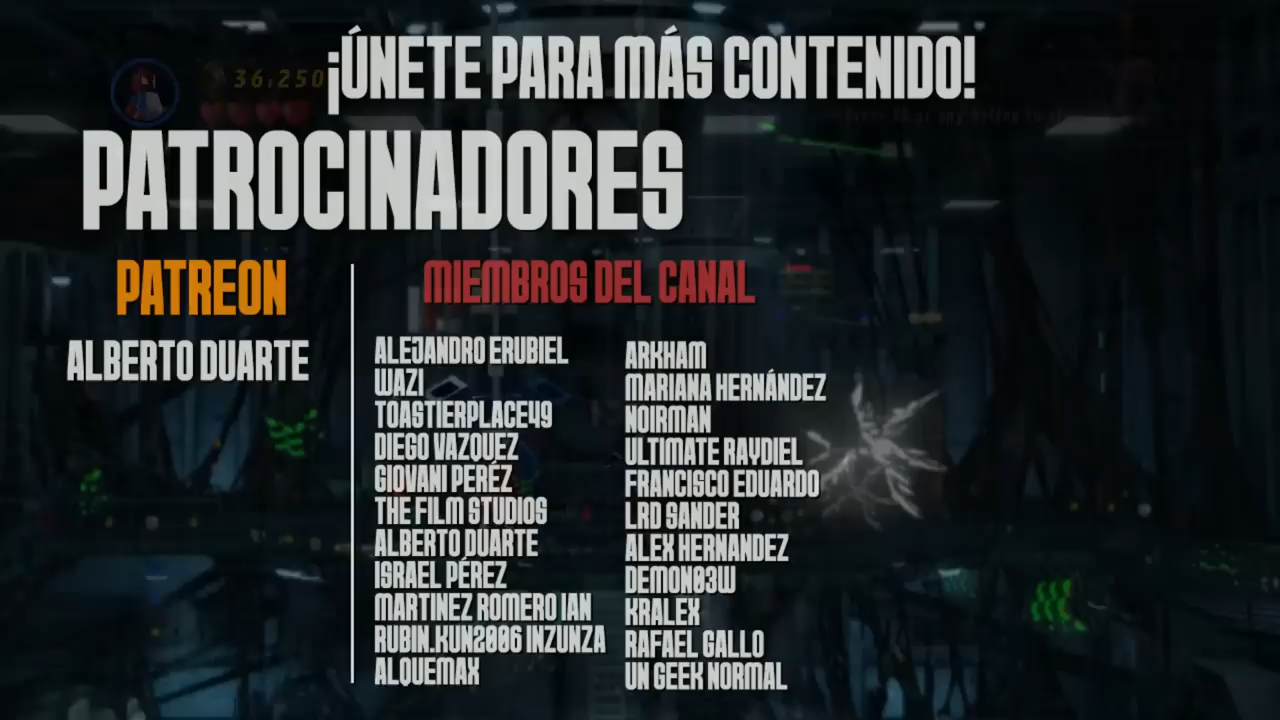 ¡ÚNETE PARA MÁS CONTENIDO!
36,250
PATROCINADORES
PATREON
ALBERTO DUARTE
MIEMBROS DEL CANAL
ALEJANDRO ERUBIEL
WAZI
TOASTIERPLACE49
DIEGO VAZQUEZ
GIOVANI PERÉZ
THE FILM STUDIOS
ALBERTO DUARTE
ISRAEL PÉREZ
MARTINEZ ROMERO IAN
RUBIN.KUN2006 INZUNZA
ALQUEMAX
ARKHAM
MARIANA HERNÁNDEZ
NOIRMAN
ULTIMATE RAYDIEL
FRANCISCO EDUARDO
LRD SANDER
ALEX HERNANDEZ
DEMON03W
KRALEX
RAFAEL GALLO
UN GEEK NORMAL